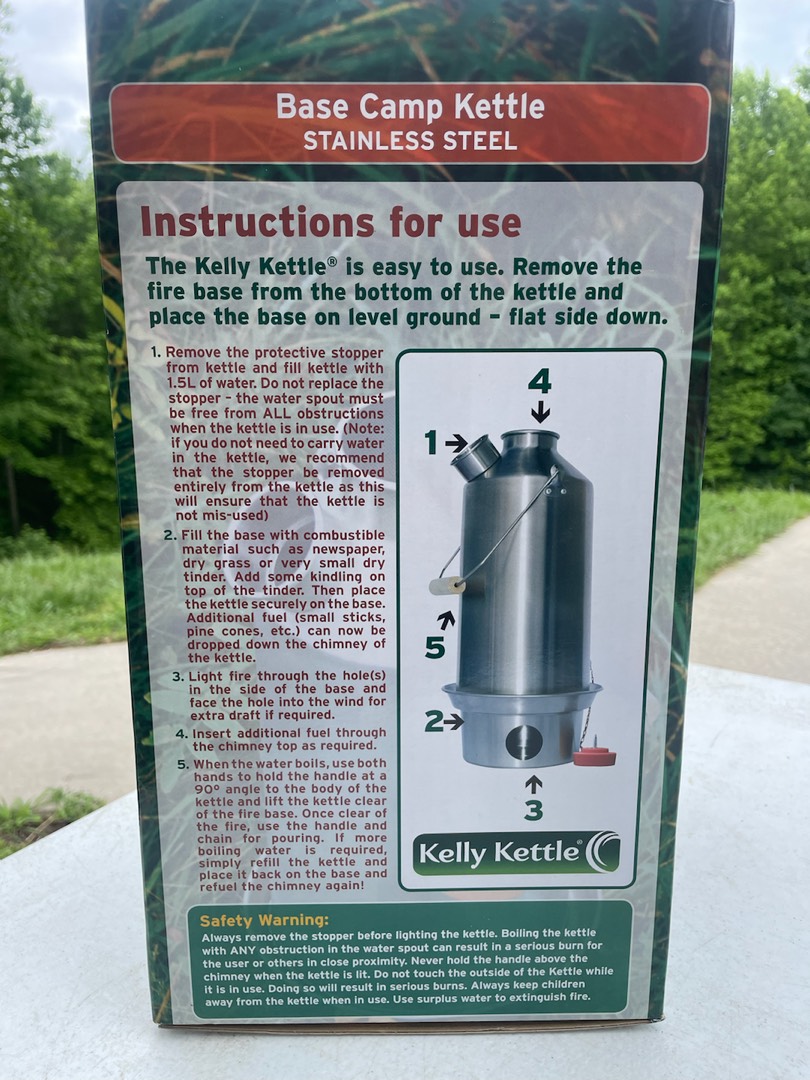 Base Camp Kettle
STAINLESS STEEL
Instructions for use
The Kelly Kettle® is easy to use. Remove the
fire base from the bottom of the kettle and
place the base on level ground – flat side down.
1. Remove the protective stopper
from kettle and fill kettle with
1.5L of water. Do not replace the
stopper – the water spout must
be free from ALL obstructions
when the kettle is in use. (Note:
if you do not need to carry water
in the kettle, we recommend
that the stopper be removed
entirely from the kettle as this
will ensure that the kettle is
not mis-used)
2. Fill the base with combustible
material such as newspaper,
dry grass or very small dry
tinder. Add some kindling on
top of the tinder. Then place
the kettle securely on the base.
Additional fuel (small sticks,
pine cones, etc.) can now be
dropped down the chimney of
the kettle.
3. Light fire through the hole(s)
in the side of the base and
face the hole into the wind for
extra draft if required.
4. Insert additional fuel through
the chimney top as required.
5. When the water boils, use both
hands to hold the handle at a
90º angle to the body of the
kettle and lift the kettle clear
of the fire base. Once clear of
the fire, use the handle and
chain for pouring. If more
boiling water is required,
simply refill the kettle and
place it back on the base and
refuel the chimney again!
4
1
5
2
3
Kelly Kettle®
Safety Warning:
Always remove the stopper before lighting the kettle. Boiling the kettle
with ANY obstruction in the water spout can result in a serious burn for
the user or others in close proximity. Never hold the handle above the
chimney when the kettle is lit. Do not touch the outside of the Kettle while
it is in use. Doing so will result in serious burns. Always keep children
away from the kettle when in use. Use surplus water to extinguish fire.